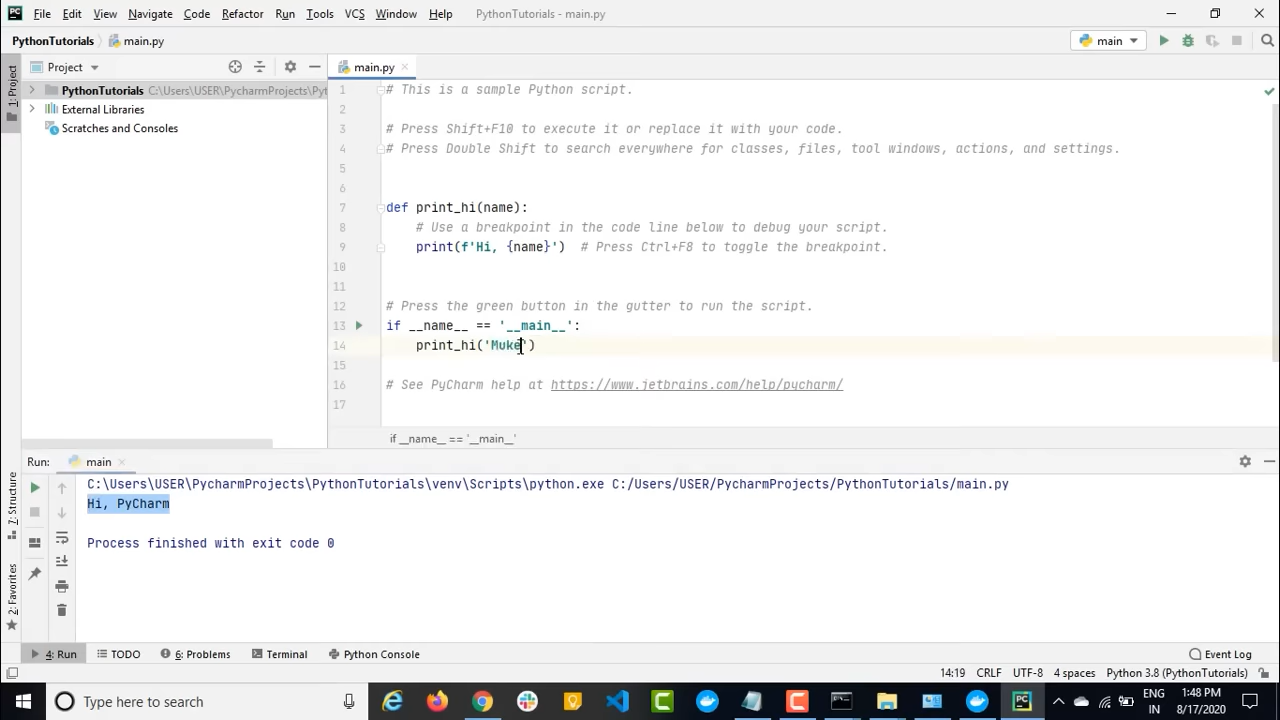 File Edit View Navigate Code Refactor Run Tools VCS Window Help PythonTutorials - main.py
PythonTutorials main.py main
1: Project
Project
main.py
PythonTutorials C:\Users\USER\PycharmProjects\Pyt
External Libraries
Scratches and Consoles
1 # This is a sample Python script.
2
3 # Press Shift+F10 to execute it or replace it with your code.
4 # Press Double Shift to search everywhere for classes, files, tool windows, actions, and settings.
5
6
7 def print_hi(name):
8 # Use a breakpoint in the code line below to debug your script.
9 print(f'Hi, {name}') # Press Ctrl+F8 to toggle the breakpoint.
10
11
12 # Press the green button in the gutter to run the script.
13 if __name__ == '__main__':
14 print_hi('Muke')
15
16 # See PyCharm help at https://www.jetbrains.com/help/pycharm/
17
if __name__ == '__main__'
Run: main
7: Structure
2: Favorites
C:\Users\USER\PycharmProjects\PythonTutorials\venv\Scripts\python.exe C:/Users/USER/PycharmProjects/PythonTutorials/main.py
Hi, PyCharm
Process finished with exit code 0
4: Run TODO 6: Problems Terminal Python Console Event Log
14:19 CRLF UTF-8 4 spaces Python 3.8 (PythonTutorials)
Type here to search
ENG
IN
1:48 PM
8/17/2020